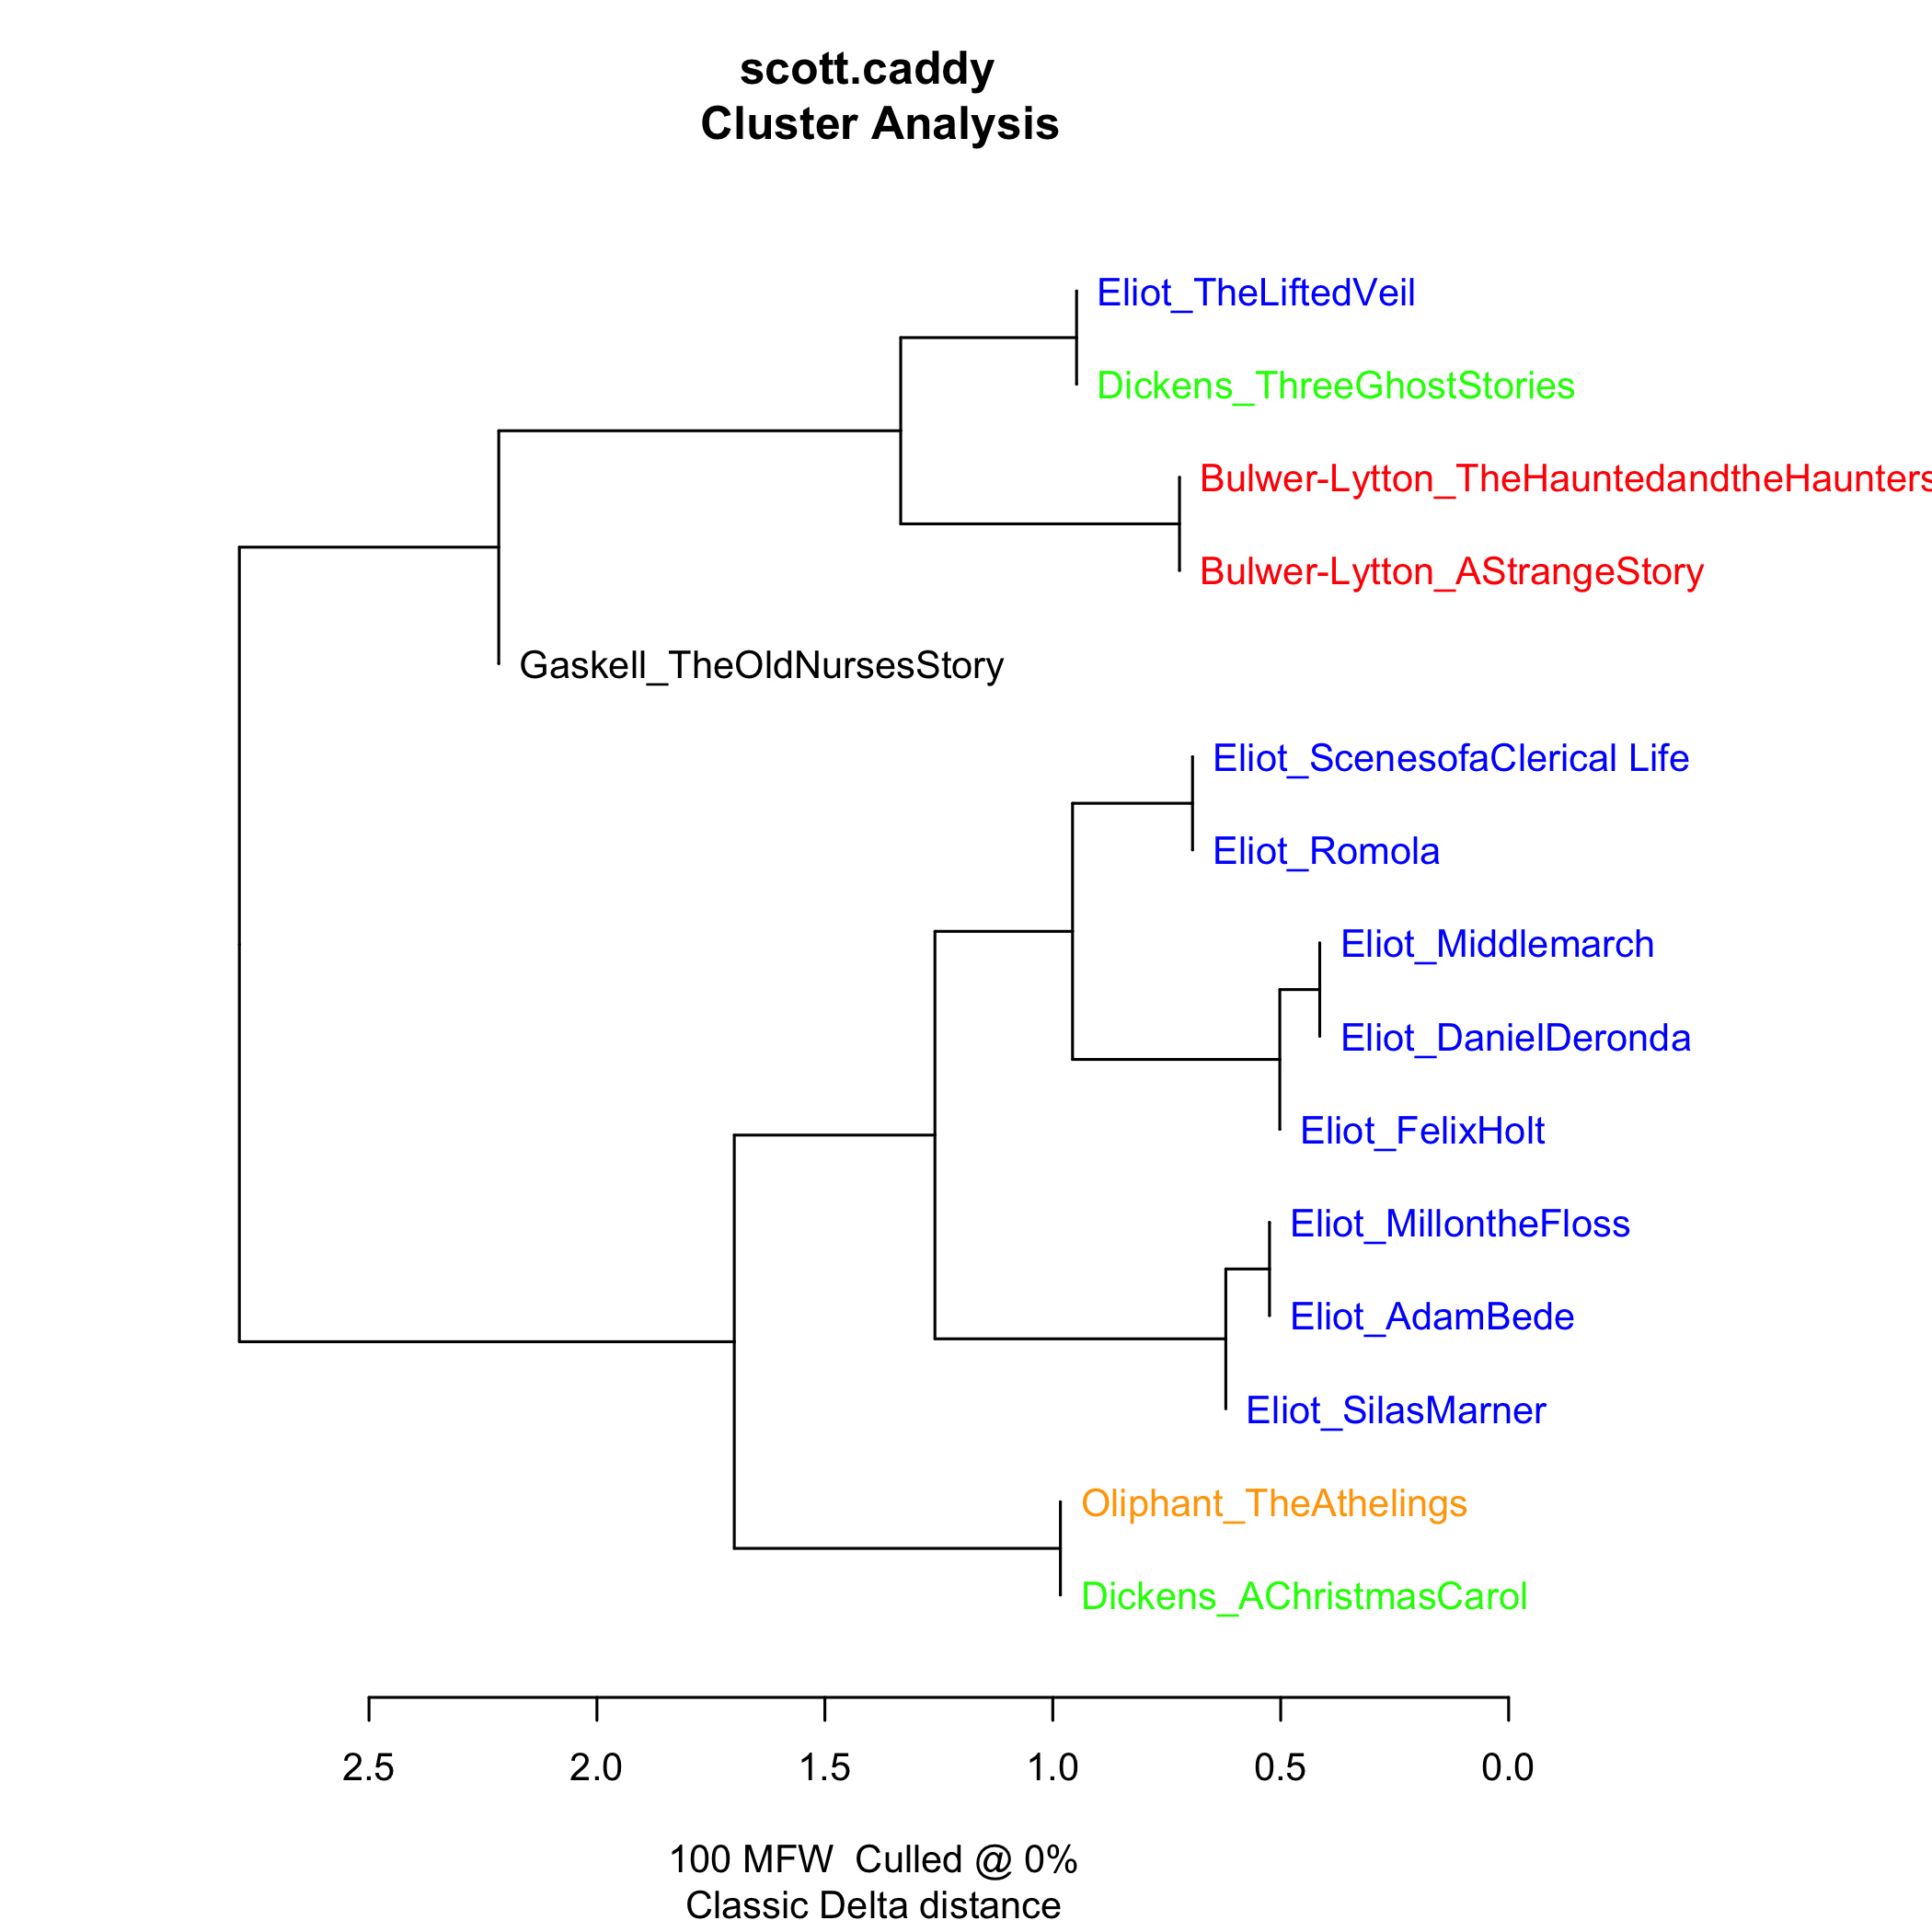 scott.caddy
Cluster Analysis
Eliot_TheLiftedVeil
Dickens_ThreeGhostStories
Bulwer-Lytton_TheHauntedandtheHaunters
Bulwer-Lytton_AStrangeStory
Gaskell_TheOldNursesStory
Eliot_ScenesofaClerical Life
Eliot_Romola
Eliot_Middlemarch
Eliot_DanielDeronda
Eliot_FelixHolt
Eliot_MillontheFloss
Eliot_AdamBede
Eliot_SilasMarner
Oliphant_TheAthelings
Dickens_AChristmasCarol
2.5 2.0 1.5 1.0 0.5 0.0
100 MFW  Culled @ 0%
Classic Delta distance